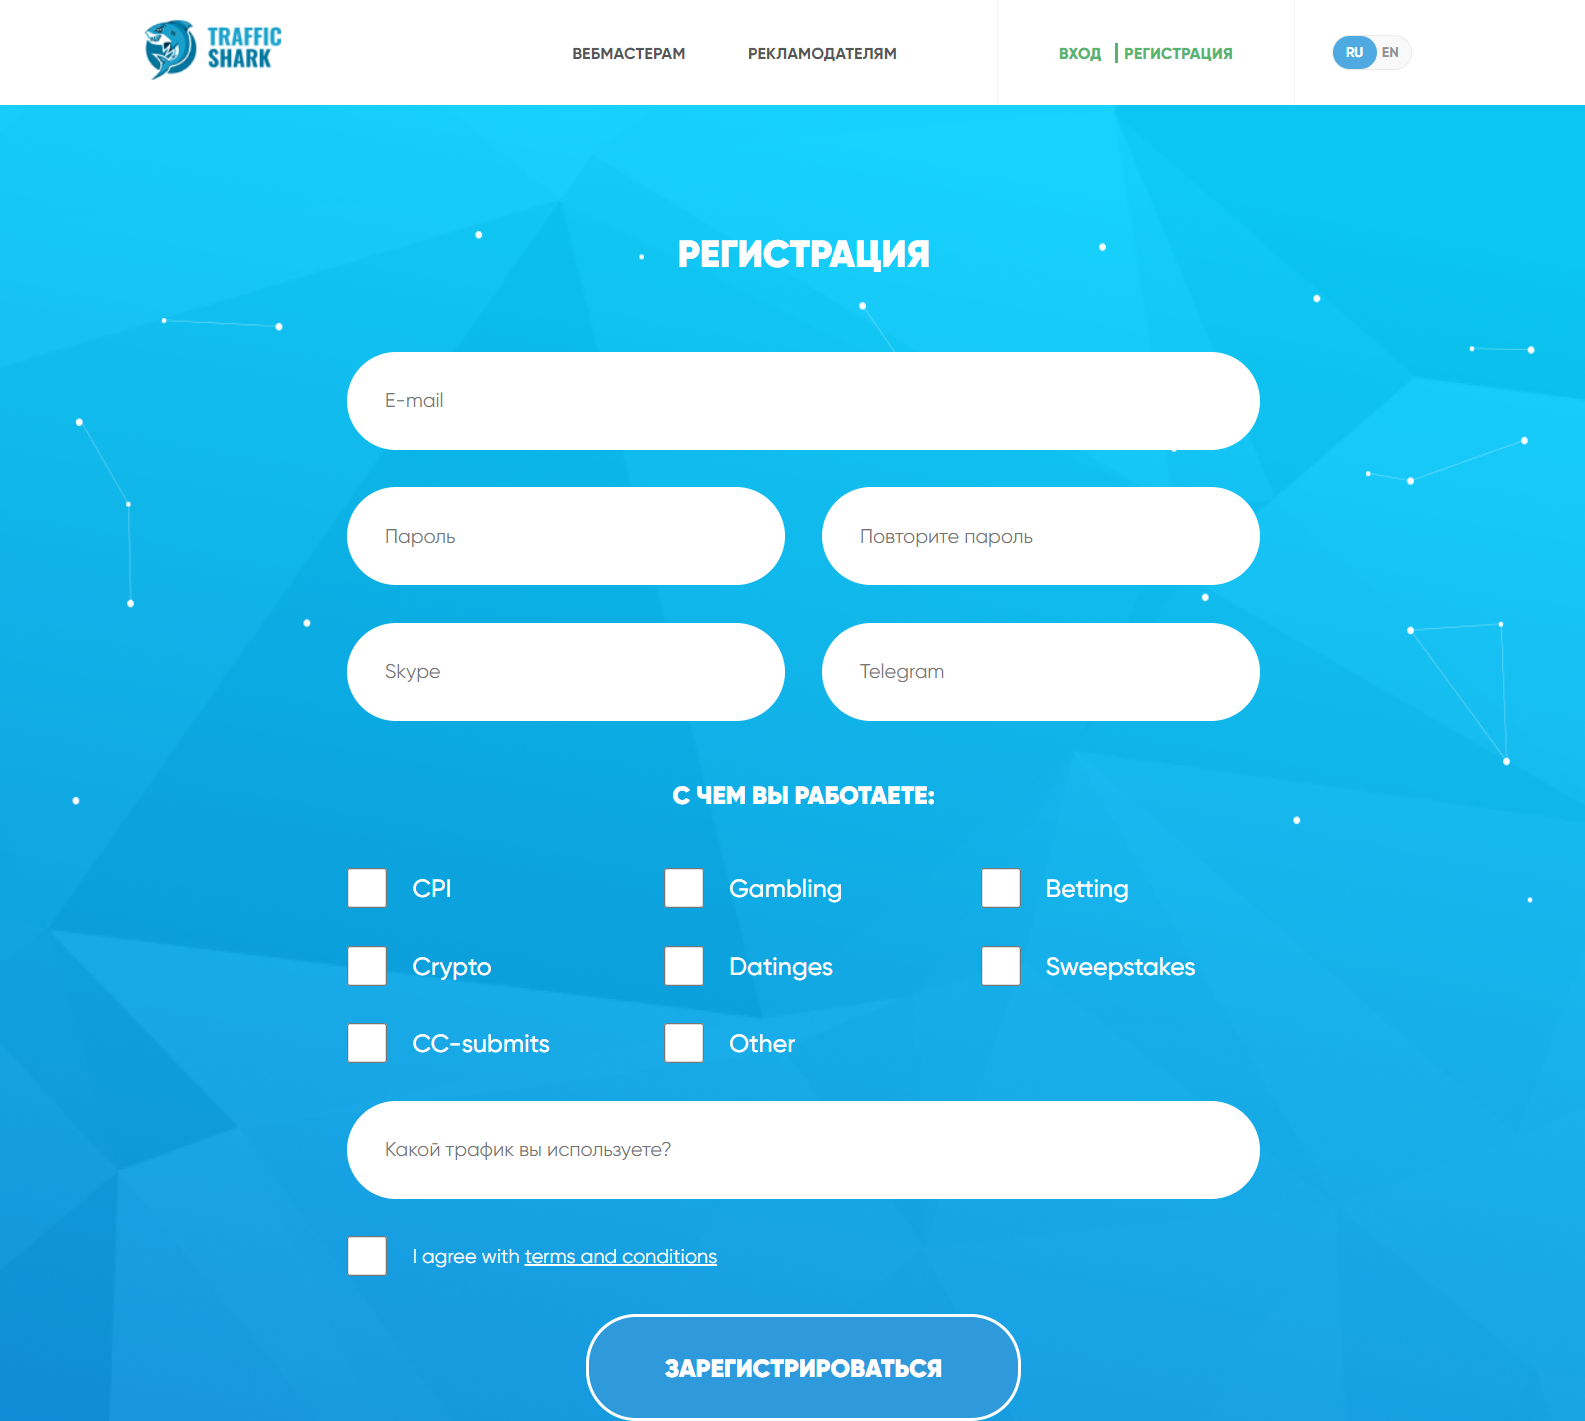 TRAFFIC
SHARK
ВЕБМАСТЕРАМ
РЕКЛАМОДАТЕЛЯМ
ВХОД
РЕГИСТРАЦИЯ
RU
EN
РЕГИСТРАЦИЯ
E-mail
Пароль
Повторите пароль
Skype
Telegram
С ЧЕМ ВЫ РАБОТАЕТЕ:
CPI
Gambling
Betting
Crypto
Datinges
Sweepstakes
CC-submits
Other
Какой трафик вы используете?
I agree with terms and conditions
ЗАРЕГИСТРИРОВАТЬСЯ